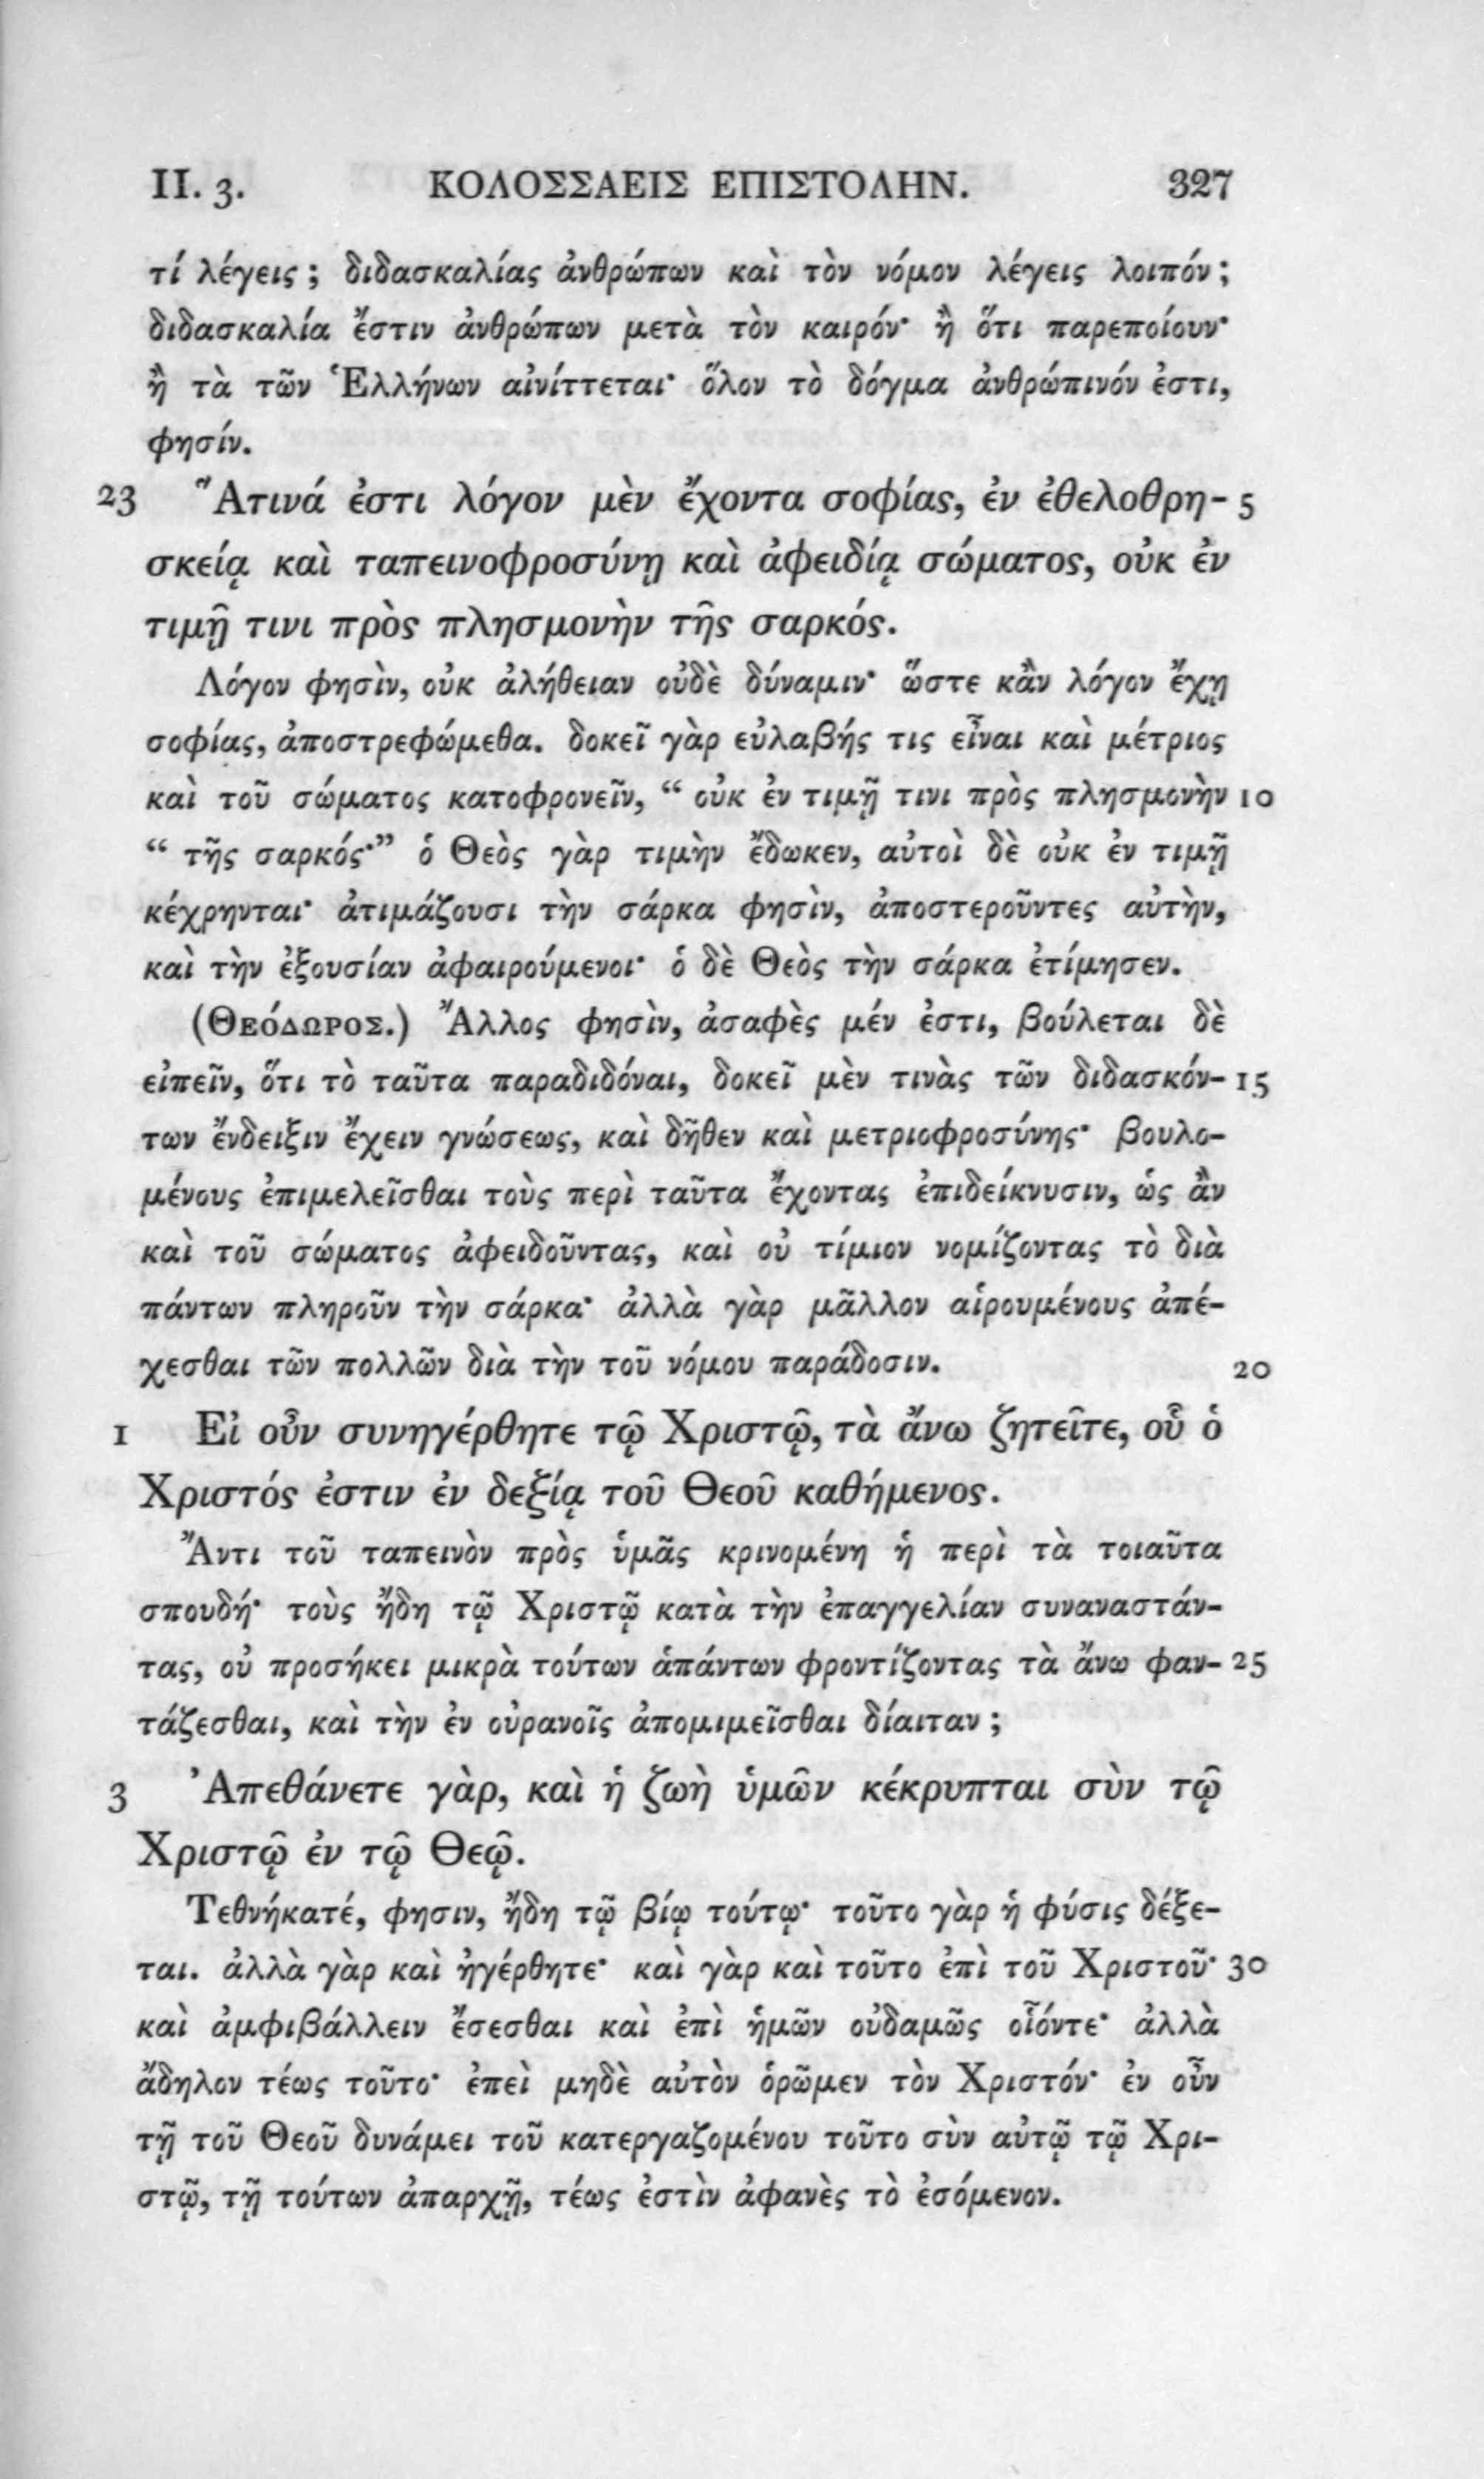 II. 3. ΚΟΛΟΣΣΑΕΙΣ ΕΠΙΣΤΟΛΗΝ. 327
τί λέγεις ; διδασκαλίας ἀνθρώπων καὶ τὸν νόμον λέγεις λοιπόν ;
διδασκαλία ἔστιν ἀνθρώπων μετὰ τὸν καιρόν· ἢ ὅτι παρεποίουν·
ἢ τὰ τῶν Ἑλλήνων αἰνίττεται· ὅλον τὸ δόγμα ἀνθρώπινόν ἐστι,
φησίν.
23 Ἅτινά ἐστι λόγον μὲν ἔχοντα σοφίας, ἐν ἐθελοθρη- 5
σκείᾳ καὶ ταπεινοφροσύνῃ καὶ ἀφειδίᾳ σώματος, οὐκ ἐν
τιμῇ τινι πρὸς πλησμονὴν τῆς σαρκός.
Λόγον φησὶν, οὐκ ἀλήθειαν οὐδὲ δύναμιν· ὥστε κἂν λόγον ἔχῃ
σοφίας, ἀποστρεφώμεθα. δοκεῖ γὰρ εὐλαβής τις εἶναι καὶ μέτριος
καὶ τοῦ σώματος κατοφρονεῖν, “ οὐκ ἐν τιμῇ τινι πρὸς πλησμονὴν 10
“ τῆς σαρκός·” ὁ Θεὸς γὰρ τιμὴν ἔδωκεν, αὐτοὶ δὲ οὐκ ἐν τιμῇ
κέχρηνται· ἀτιμάζουσι τὴν σάρκα φησὶν, ἀποστεροῦντες αὐτὴν,
καὶ τὴν ἐξουσίαν ἀφαιρούμενοι· ὁ δὲ Θεὸς τὴν σάρκα ἐτίμησεν.
(Θεόδωρος.) Ἄλλος φησὶν, ἀσαφὲς μέν ἐστι, βούλεται δὲ
εἰπεῖν, ὅτι τὸ ταῦτα παραδιδόναι, δοκεῖ μὲν τινὰς τῶν διδασκόν- 15
των ἔνδειξιν ἔχειν γνώσεως, καὶ δῆθεν καὶ μετριοφροσύνης· βουλο-
μένους ἐπιμελεῖσθαι τοὺς περὶ ταῦτα ἔχοντας ἐπιδείκνυσιν, ὡς ἂν
καὶ τοῦ σώματος ἀφειδοῦντας, καὶ οὐ τίμιον νομίζοντας τὸ διὰ
πάντων πληροῦν τὴν σάρκα· ἀλλὰ γὰρ μᾶλλον αἱρουμένους ἀπέ-
χεσθαι τῶν πολλῶν διὰ τὴν τοῦ νόμου παράδοσιν. 20
1 Εἰ οὖν συνηγέρθητε τῷ Χριστῷ, τὰ ἄνω ζητεῖτε, οὗ ὁ
Χριστός ἐστιν ἐν δεξίᾳ τοῦ Θεοῦ καθήμενος.
Ἄντι τοῦ ταπεινὸν πρὸς ὑμᾶς κρινομένη ἡ περὶ τὰ τοιαῦτα
σπουδή· τοὺς ἤδη τῷ Χριστῷ κατὰ τὴν ἐπαγγελίαν συναναστάν-
τας, οὐ προσήκει μικρὰ τούτων ἁπάντων φροντίζοντας τὰ ἄνω φαν- 25
τάζεσθαι, καὶ τὴν ἐν οὐρανοῖς ἀπομιμεῖσθαι δίαιταν ;
3 Ἀπεθάνετε γὰρ, καὶ ἡ ζωὴ ὑμῶν κέκρυπται σὺν τῷ
Χριστῷ ἐν τῷ Θεῷ.
Τεθνήκατέ, φησιν, ἤδη τῷ βίῳ τούτῳ· τοῦτο γὰρ ἡ φύσις δέξε-
ται. ἀλλὰ γὰρ καὶ ἠγέρθητε· καὶ γὰρ καὶ τοῦτο ἐπὶ τοῦ Χριστοῦ· 30
καὶ ἀμφιβάλλειν ἔσεσθαι καὶ ἐπὶ ἡμῶν οὐδαμῶς οἷόντε· ἀλλὰ
ἄδηλον τέως τοῦτο· ἐπεὶ μηδὲ αὐτὸν ὁρῶμεν τὸν Χριστόν· ἐν οὖν
τῇ τοῦ Θεοῦ δυνάμει τοῦ κατεργαζομένου τοῦτο σὺν αὐτῷ τῷ Χρι-
στῷ, τῇ τούτων ἀπαρχῇ, τέως ἐστὶν ἀφανὲς τὸ ἐσόμενον.